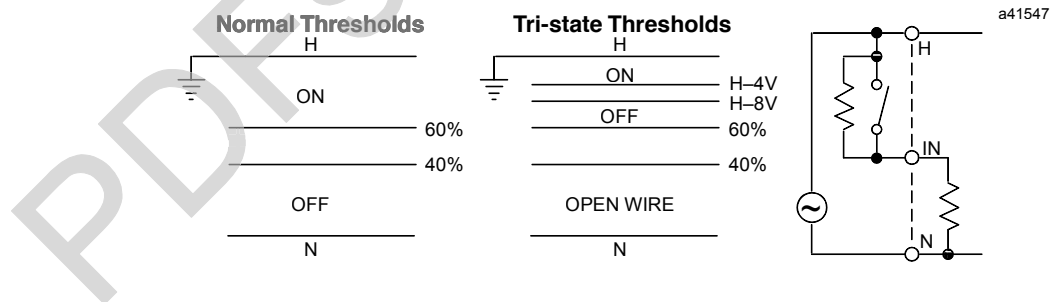 a41547
Normal Thresholds
H
ON
60%
40%
OFF
N
Tri-state Thresholds
H
ON
H–4V
H–8V
OFF
60%
40%
OPEN WIRE
N
H
IN
N
~
PDFS